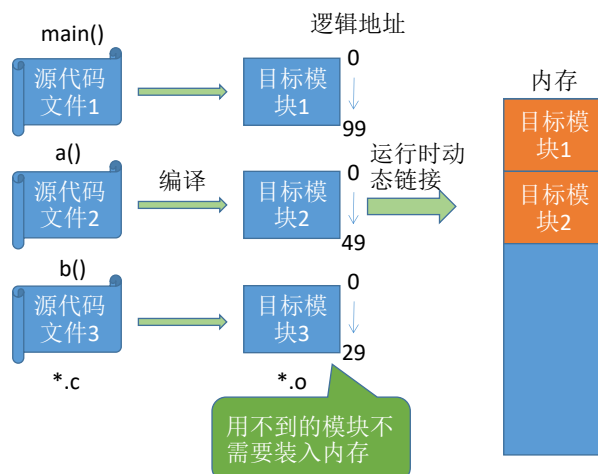 逻辑地址
main()
源代码
文件1
目标模
块1
0
99
a()
源代码
文件2
编译
目标模
块2
0
49
运行时动
态链接
b()
源代码
文件3
目标模
块3
0
29
*.c
*.o
用不到的模块不
需要装入内存
内存
目标模
块1
目标模
块2